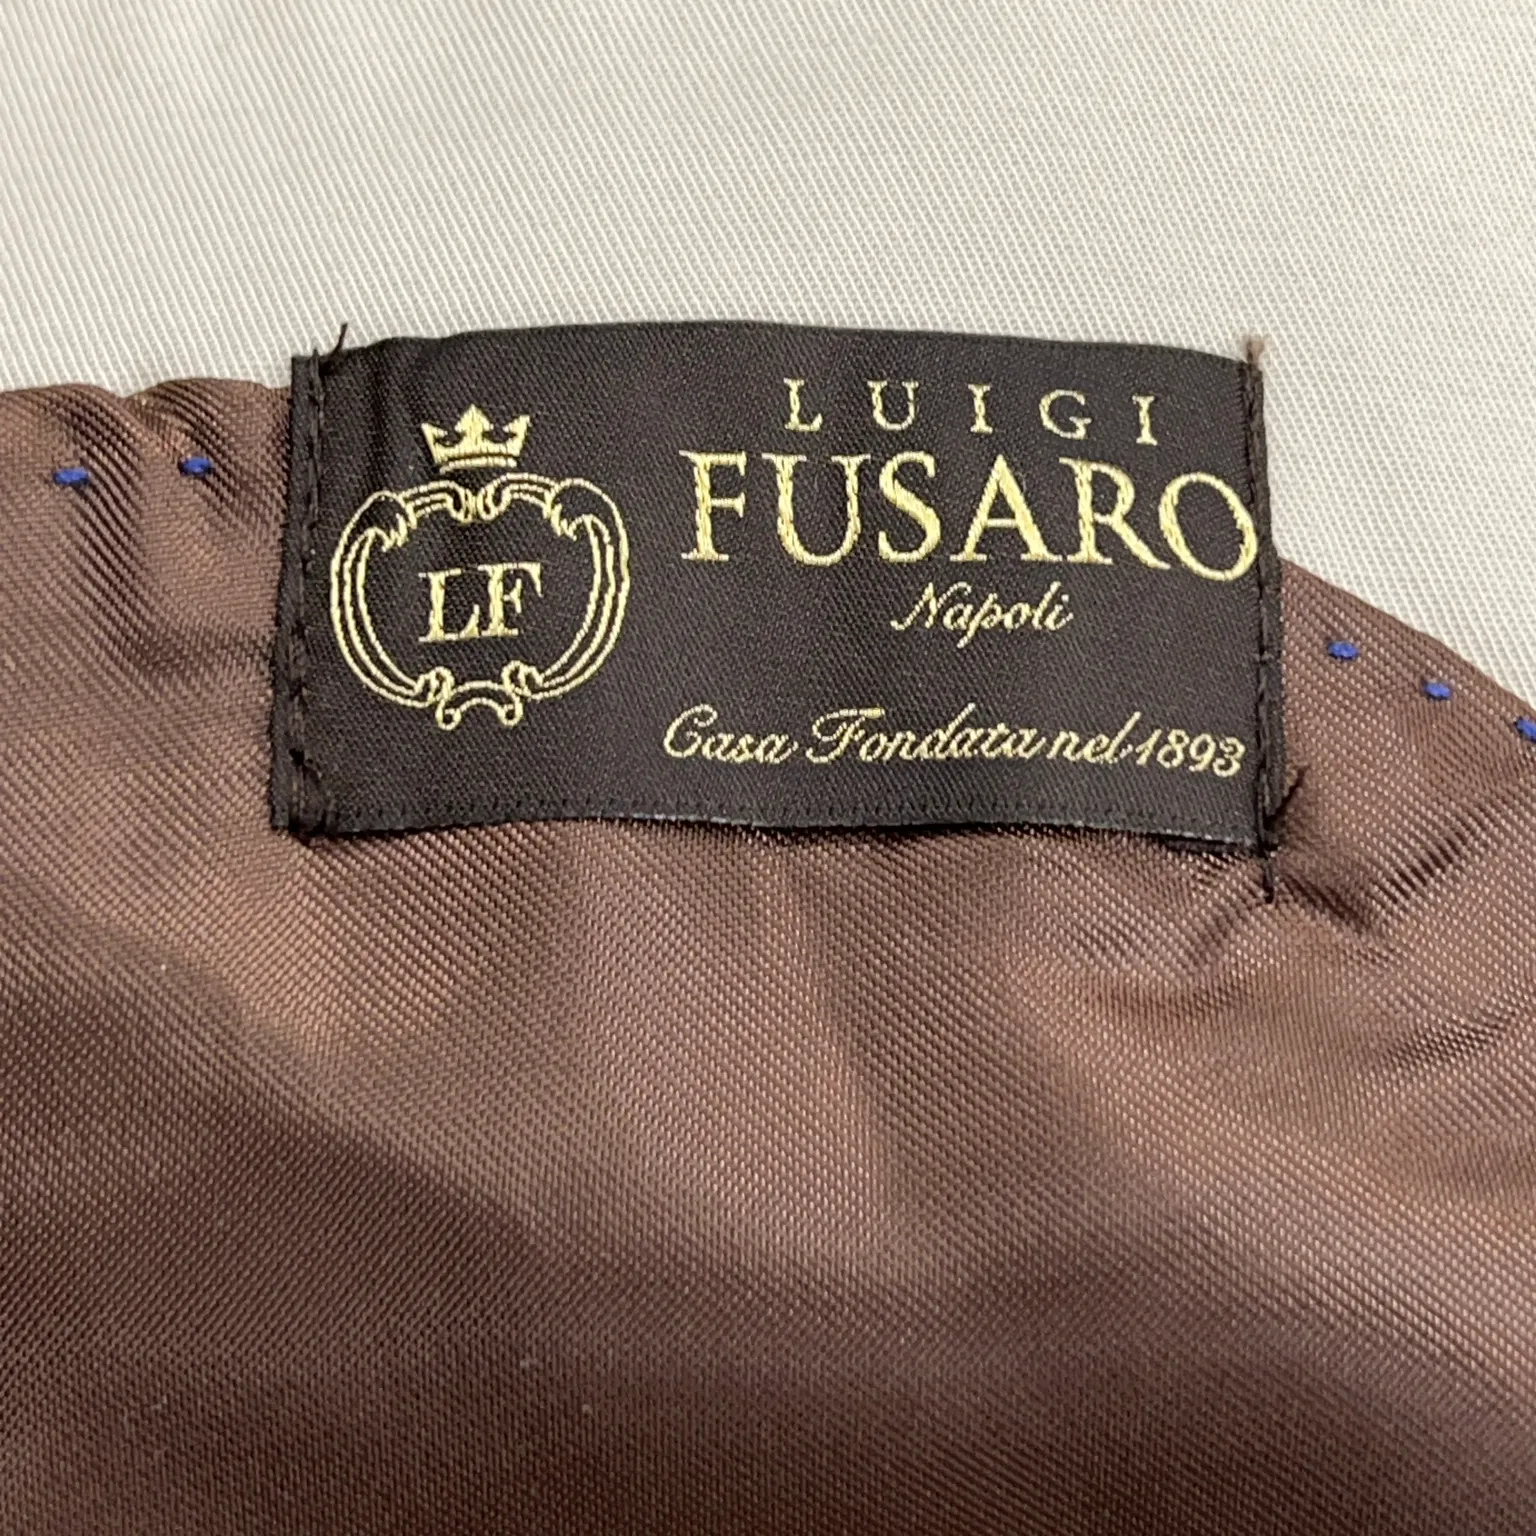 LF
LUIGI
FUSARO
Napoli
Casa Fondata nel 1893